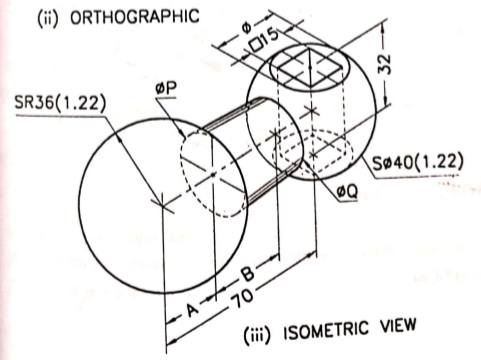 (ii) ORTHOGRAPHIC
ø
□15
32
øP
SR36(1.22)
Sø40(1.22)
øQ
A
B
70
(iii) ISOMETRIC VIEW